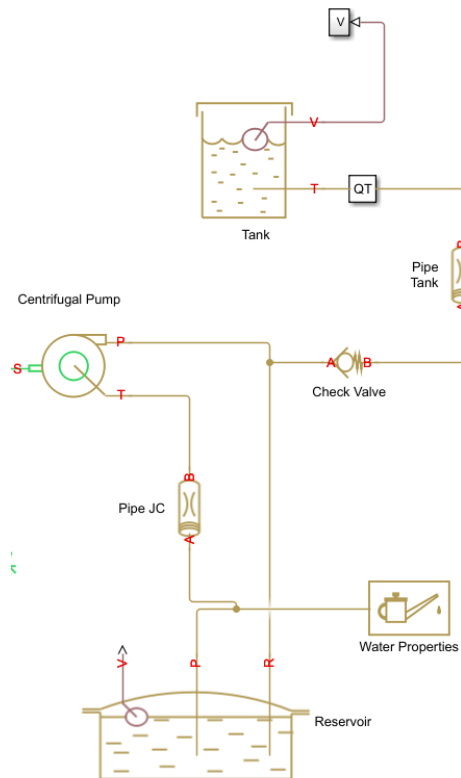 V
V
T
QT
Tank
B
Pipe
Tank
A
Centrifugal Pump
P
S
T
A
B
Check Valve
B
Pipe JC
A
Water Properties
V
P
R
Reservoir